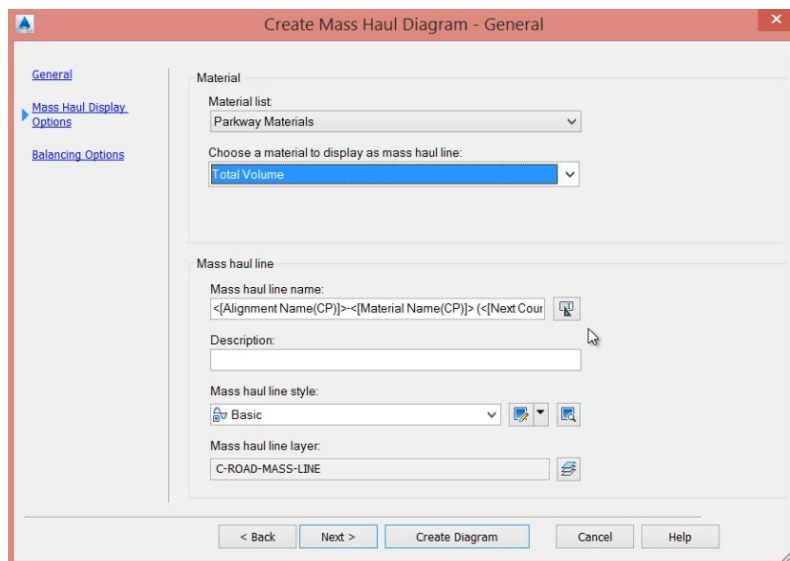 Create Mass Haul Diagram - General
General
Mass Haul Display
Options
Balancing Options
Material
Material list:
Parkway Materials
Choose a material to display as mass haul line:
Total Volume
Mass haul line
Mass haul line name:
<[Alignment Name(CP)]>-<[Material Name(CP)]> (<[Next Cour
Description:
Mass haul line style:
Basic
Mass haul line layer:
C-ROAD-MASS-LINE
< Back
Next >
Create Diagram
Cancel
Help